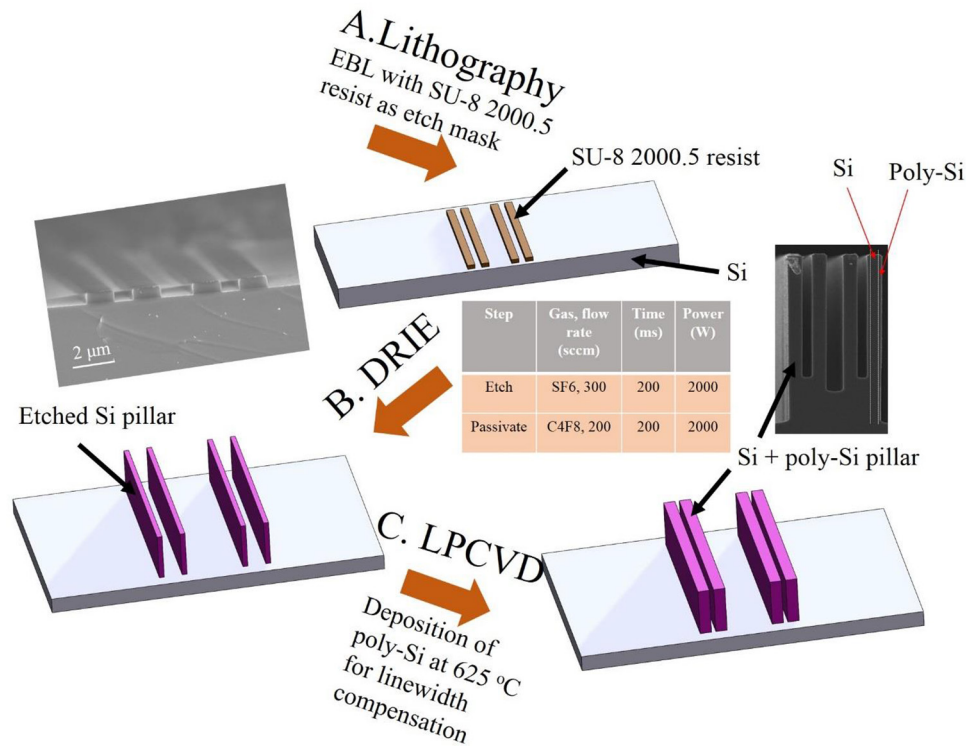 A.Lithography
EBL with SU-8 2000.5
resist as etch mask
SU-8 2000.5 resist
Si
Poly-Si
Si
2 μm
B. DRIE
Step
Gas, flow
rate
(sccm)
Time
(ms)
Power
(W)
Etch
SF6, 300
200
2000
Passivate
C4F8, 200
200
2000
Etched Si pillar
Si + poly-Si pillar
C. LPCVD
Deposition of
poly-Si at 625 °C
for linewidth
compensation